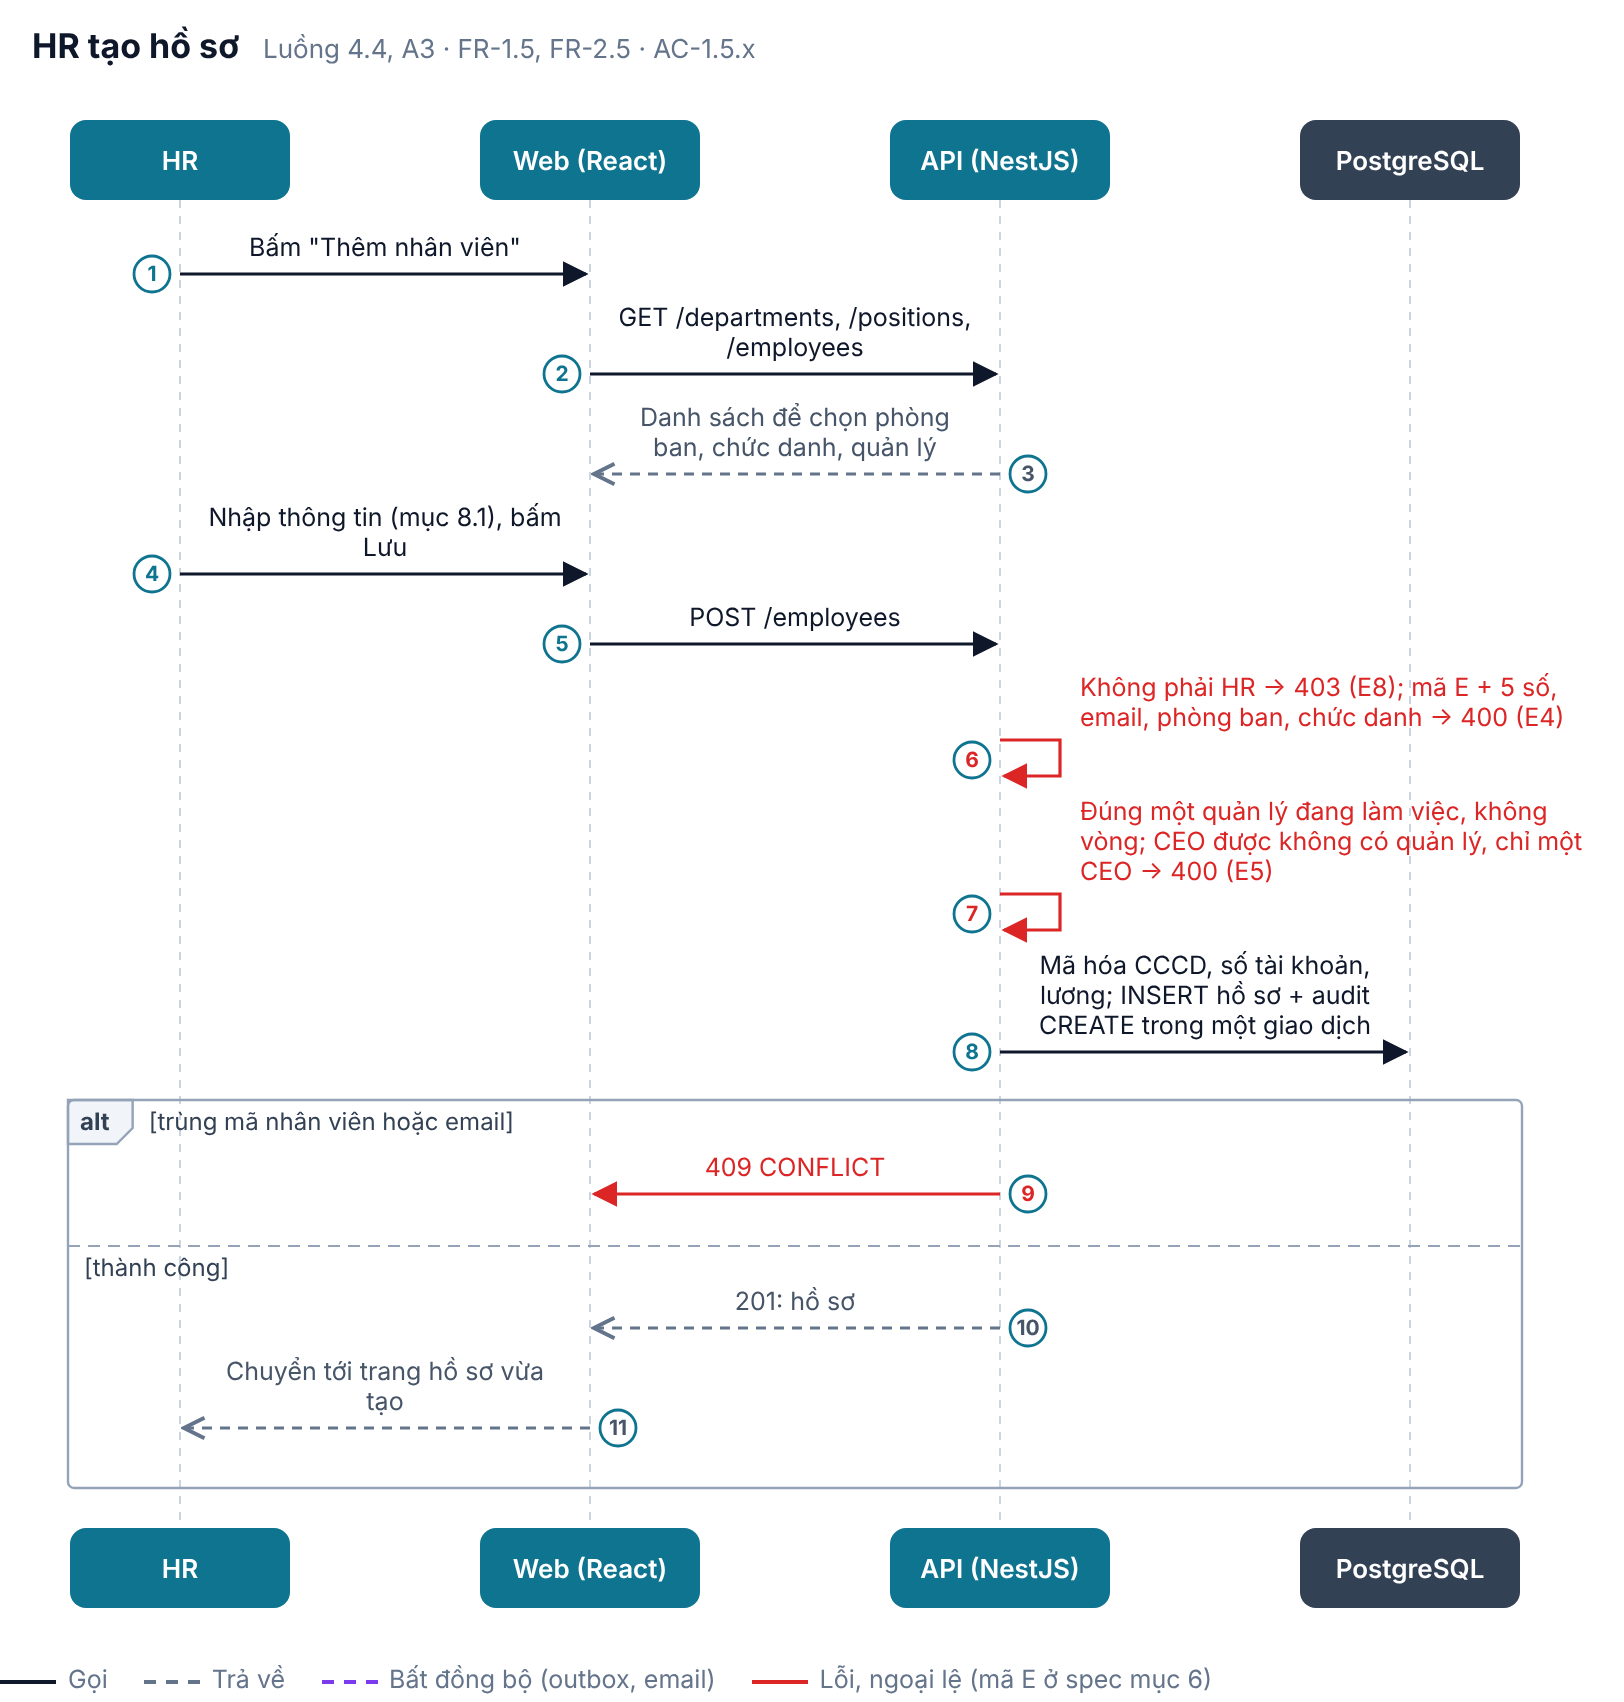 HR tạo hồ sơ Luồng 4.4, A3 · FR-1.5, FR-2.5 · AC-1.5.x
HR Web (React) API (NestJS) PostgreSQL
Bấm "Thêm nhân viên"
1
GET /departments, /positions,
/employees
2
Danh sách để chọn phòng
ban, chức danh, quản lý
3
Nhập thông tin (mục 8.1), bấm
Lưu
4
POST /employees
5
Không phải HR → 403 (E8); mã E + 5 số,
email, phòng ban, chức danh → 400 (E4)
6
Đúng một quản lý đang làm việc, không
vòng; CEO được không có quản lý, chỉ một
CEO → 400 (E5)
7
Mã hóa CCCD, số tài khoản,
lương; INSERT hồ sơ + audit
CREATE trong một giao dịch
8
alt [trùng mã nhân viên hoặc email]
409 CONFLICT
9
[thành công]
201: hồ sơ
10
Chuyển tới trang hồ sơ vừa
tạo
11
HR Web (React) API (NestJS) PostgreSQL
Gọi Trả về Bất đồng bộ (outbox, email) Lỗi, ngoại lệ (mã E ở spec mục 6)